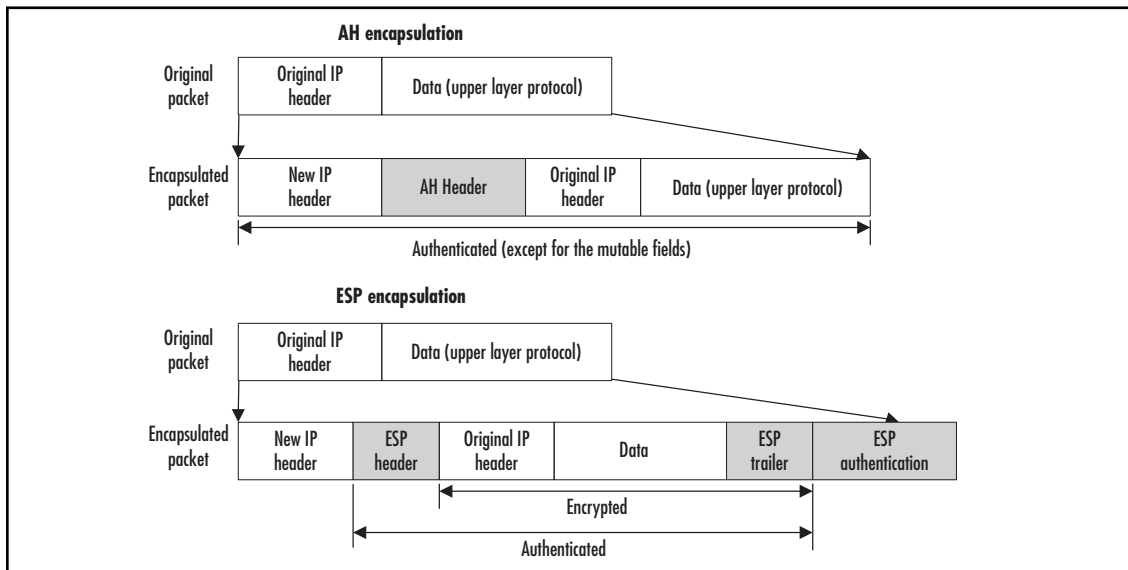 AH encapsulation
Original
packet
Original IP
header
Data (upper layer protocol)
Encapsulated
packet
New IP
header
AH Header
Original IP
header
Data (upper layer protocol)
Authenticated (except for the mutable fields)
ESP encapsulation
Original
packet
Original IP
header
Data (upper layer protocol)
Encapsulated
packet
New IP
header
ESP
header
Original IP
header
Data
ESP
trailer
ESP
authentication
Encrypted
Authenticated